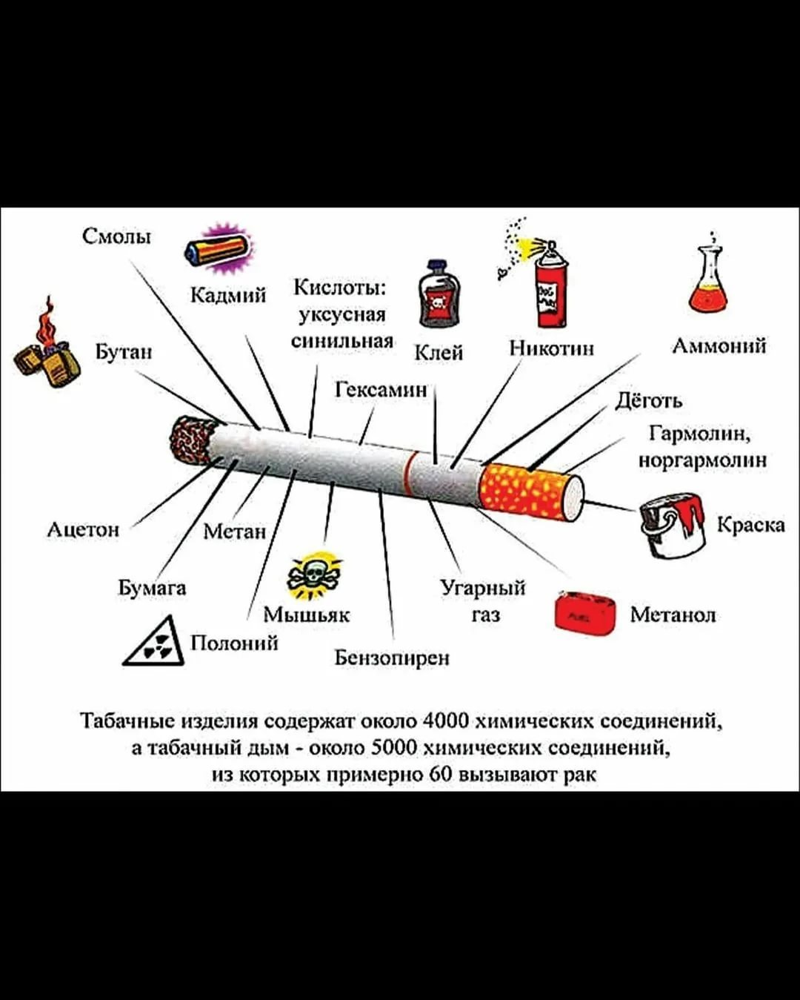 Смолы
Кадмий
Кислоты:
уксусная
синильная
Клей
Никотин
Аммоний
Бутан
Гексамин
Дёготь
Гармолин,
норгармолин
Ацетон
Метан
Краска
Бумага
Мышьяк
Угарный
газ
Метанол
FUEL
Полоний
Бензопирен
Табачные изделия содержат около 4000 химических соединений,
а табачный дым - около 5000 химических соединений,
из которых примерно 60 вызывают рак